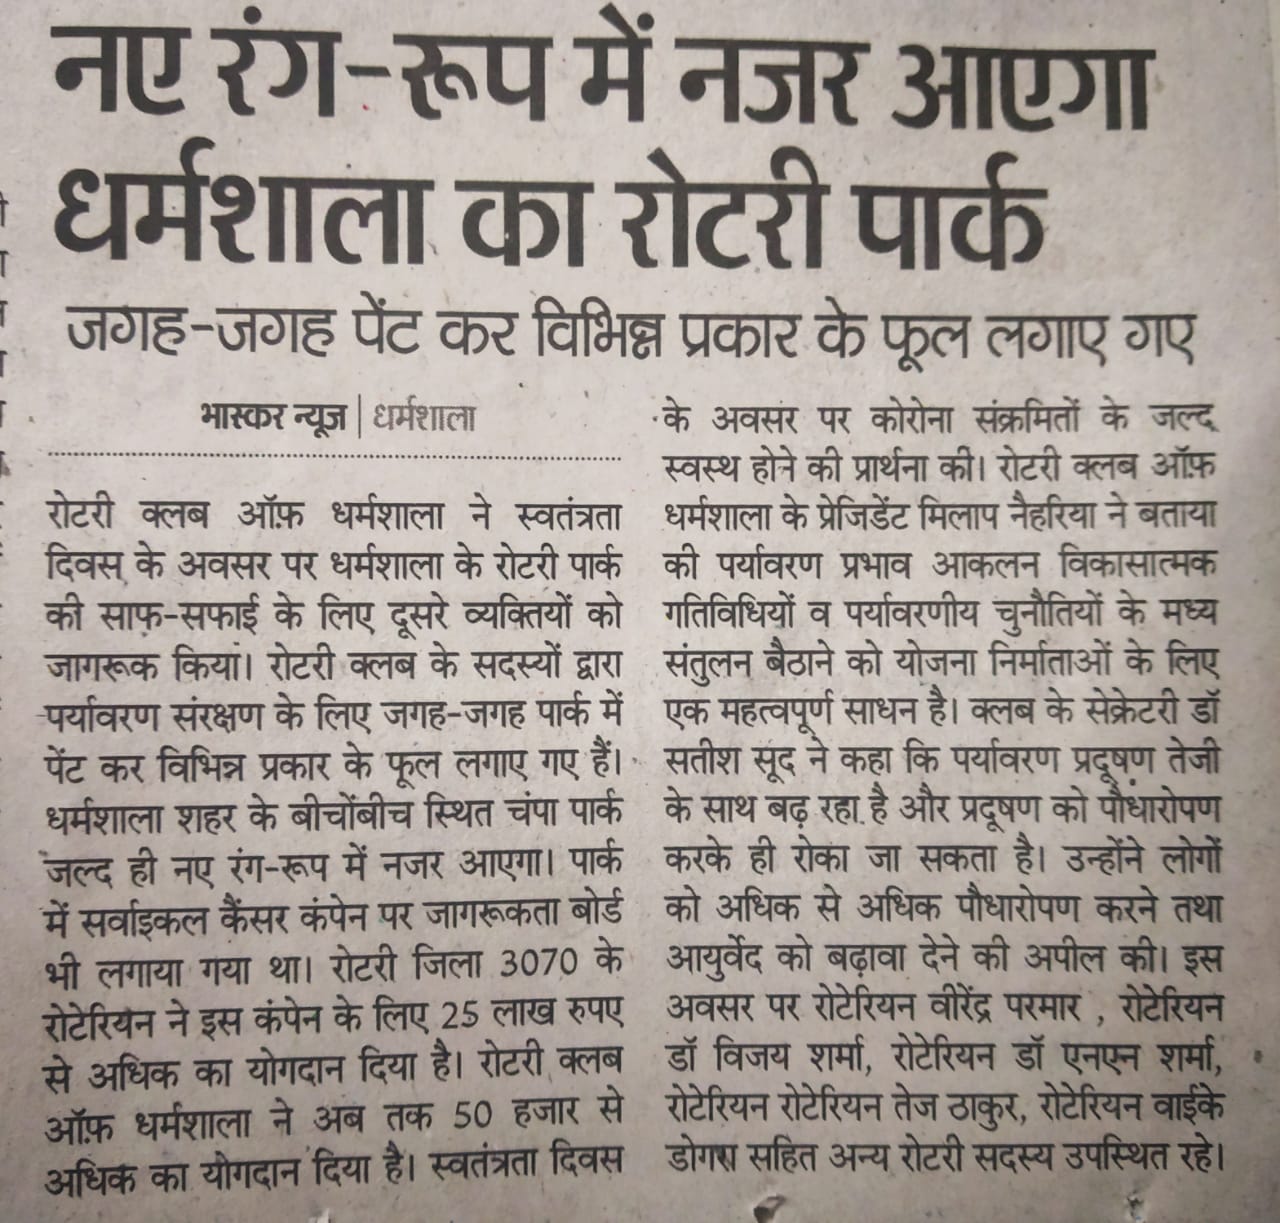 नए रंग-रूप में नजर आएगा
धर्मशाला का रोटरी पार्क
जगह-जगह पेंट कर विभिन्न प्रकार के फूल लगाए गए
भास्कर न्यूज | धर्मशाला
रोटरी क्लब ऑफ़ धर्मशाला ने स्वतंत्रता
दिवस के अवसर पर धर्मशाला के रोटरी पार्क
की साफ़-सफाई के लिए दूसरे व्यक्तियों को
जागरूक किया। रोटरी क्लब के सदस्यों द्वारा
पर्यावरण संरक्षण के लिए जगह-जगह पार्क में
पेंट कर विभिन्न प्रकार के फूल लगाए गए हैं।
धर्मशाला शहर के बीचोंबीच स्थित चंपा पार्क
जल्द ही नए रंग-रूप में नजर आएगा। पार्क
में सर्वाइकल कैंसर कंपेन पर जागरूकता बोर्ड
भी लगाया गया था। रोटरी जिला 3070 के
रोटेरियन ने इस कंपेन के लिए 25 लाख रुपए
से अधिक का योगदान दिया है। रोटरी क्लब
ऑफ़ धर्मशाला ने अब तक 50 हजार से
अधिक का योगदान दिया है। स्वतंत्रता दिवस
के अवसर पर कोरोना संक्रमितों के जल्द
स्वस्थ होने की प्रार्थना की। रोटरी क्लब ऑफ़
धर्मशाला के प्रेजिडेंट मिलाप नैहरिया ने बताया
की पर्यावरण प्रभाव आकलन विकासात्मक
गतिविधियों व पर्यावरणीय चुनौतियों के मध्य
संतुलन बैठाने को योजना निर्माताओं के लिए
एक महत्वपूर्ण साधन है। क्लब के सेक्रेटरी डॉ
सतीश सूद ने कहा कि पर्यावरण प्रदूषण तेजी
के साथ बढ़ रहा है और प्रदूषण को पौधारोपण
करके ही रोका जा सकता है। उन्होंने लोगों
को अधिक से अधिक पौधारोपण करने तथा
आयुर्वेद को बढ़ावा देने की अपील की। इस
अवसर पर रोटेरियन वीरेंद्र परमार , रोटेरियन
डॉ विजय शर्मा, रोटेरियन डॉ एनएन शर्मा,
रोटेरियन रोटेरियन तेज ठाकुर, रोटेरियन वाईके
डोगरा सहित अन्य रोटरी सदस्य उपस्थित रहे।